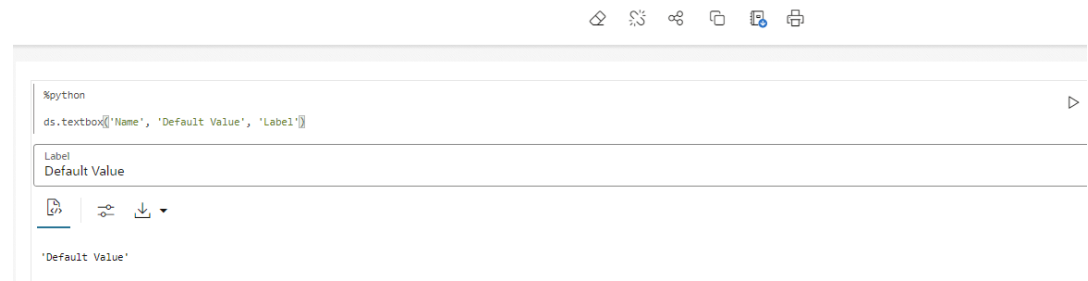 %python
ds.textbox('Name', 'Default Value', 'Label')
Label
Default Value
'Default Value'